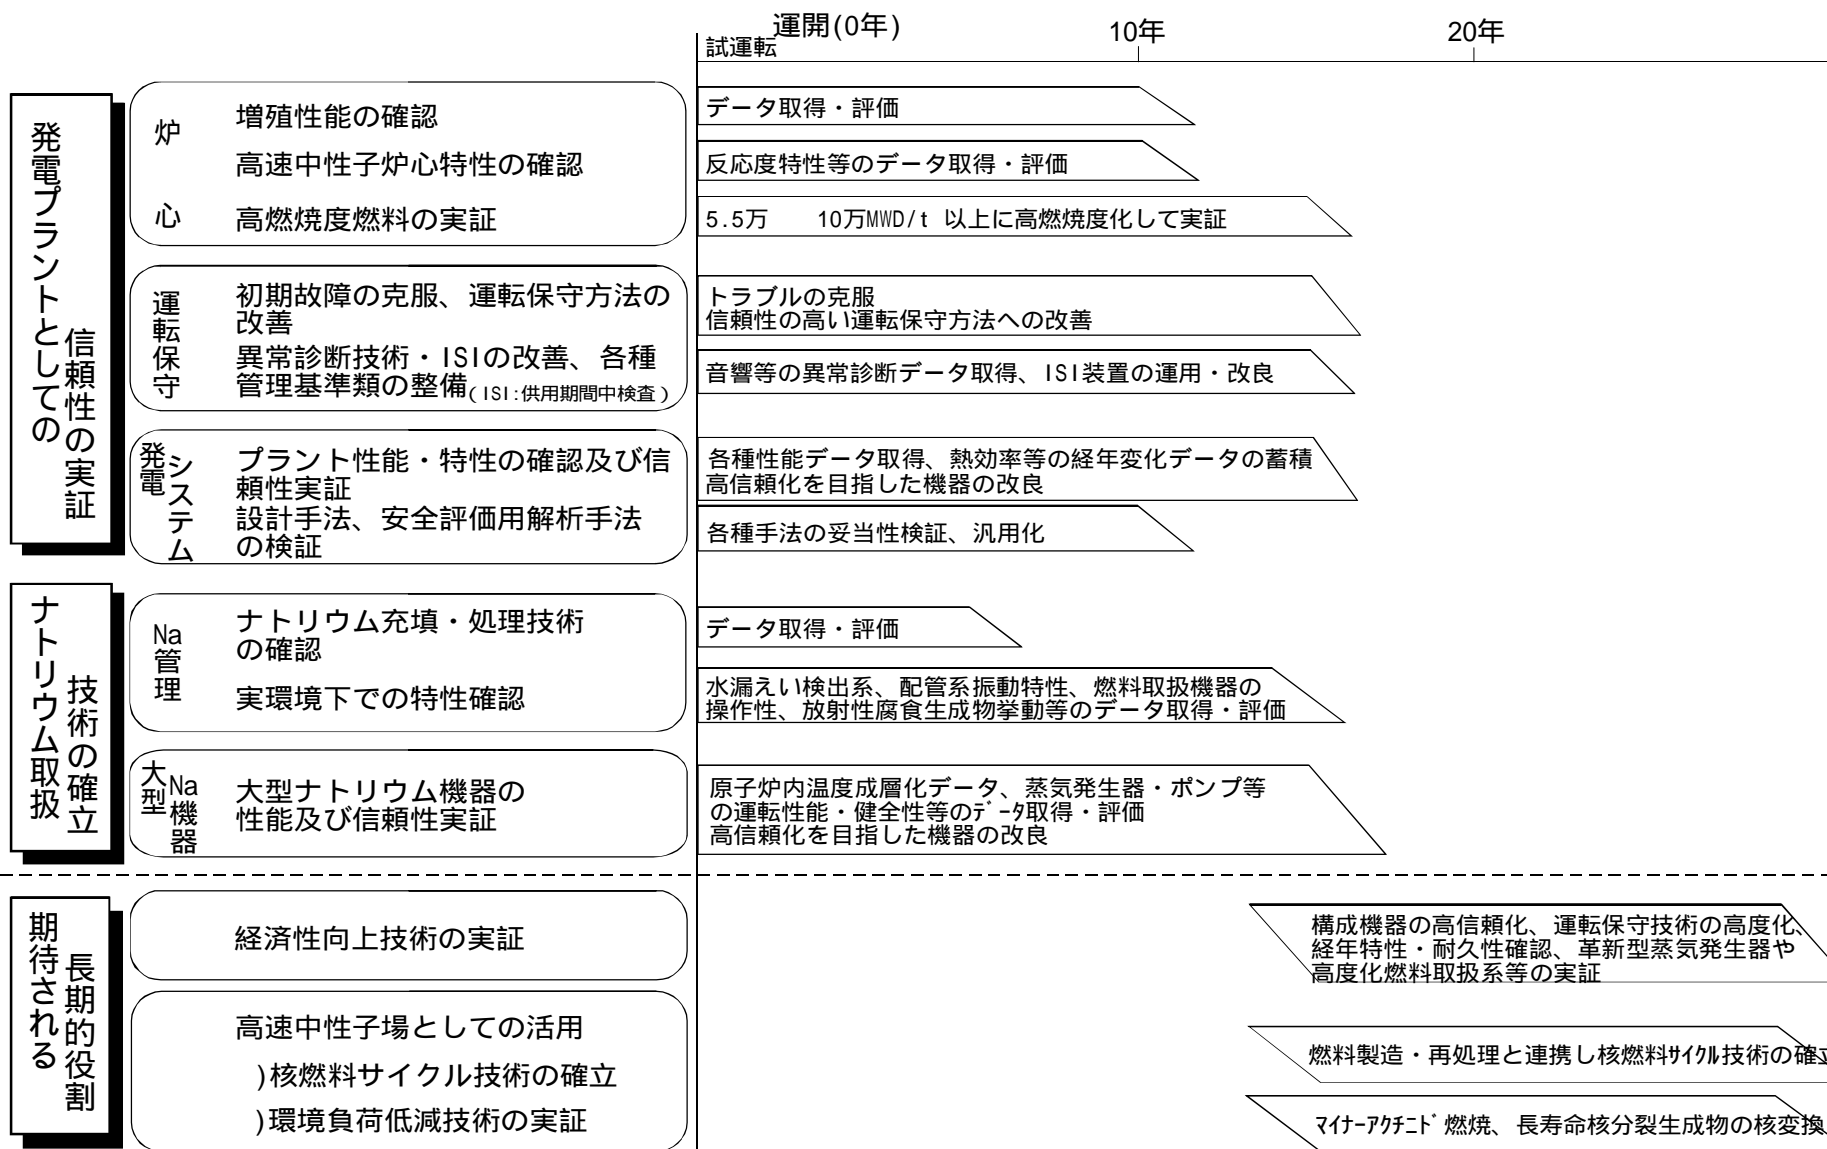 運開(0年)
試運転
10年
20年
発電プラントとしての
信頼性の実証
炉心
増殖性能の確認
高速中性子炉心特性の確認
高燃焼度燃料の実証
データ取得・評価
反応度特性等のデータ取得・評価
5.5万 10万MWD/t 以上に高燃焼度化して実証
運転保守
初期故障の克服、運転保守方法の
改善
異常診断技術・ISIの改善、各種
管理基準類の整備(ISI:供用期間中検査)
トラブルの克服
信頼性の高い運転保守方法への改善
音響等の異常診断データ取得、ISI装置の運用・改良
発電
システム
プラント性能・特性の確認及び信
頼性実証
設計手法、安全評価用解析手法
の検証
各種性能データ取得、熱効率等の経年変化データの蓄積
高信頼化を目指した機器の改良
各種手法の妥当性検証、汎用化
ナトリウム取扱
技術の確立
Na管理
ナトリウム充填・処理技術
の確認
実環境下での特性確認
データ取得・評価
水漏えい検出系、配管系振動特性、燃料取扱機器の
操作性、放射性腐食生成物挙動等のデータ取得・評価
大型
Na機器
大型ナトリウム機器の
性能及び信頼性実証
原子炉内温度成層化データ、蒸気発生器・ポンプ等
の運転性能・健全性等のﾃﾞｰﾀ取得・評価
高信頼化を目指した機器の改良
期待される
長期的役割
経済性向上技術の実証
構成機器の高信頼化、運転保守技術の高度化、
経年特性・耐久性確認、革新型蒸気発生器や
高度化燃料取扱系等の実証
高速中性子場としての活用
)核燃料サイクル技術の確立
)環境負荷低減技術の実証
燃料製造・再処理と連携し核燃料ｻｲｸﾙ技術の確立
ﾏｲﾅｰｱｸﾁﾆﾄﾞ燃焼、長寿命核分裂生成物の核変換